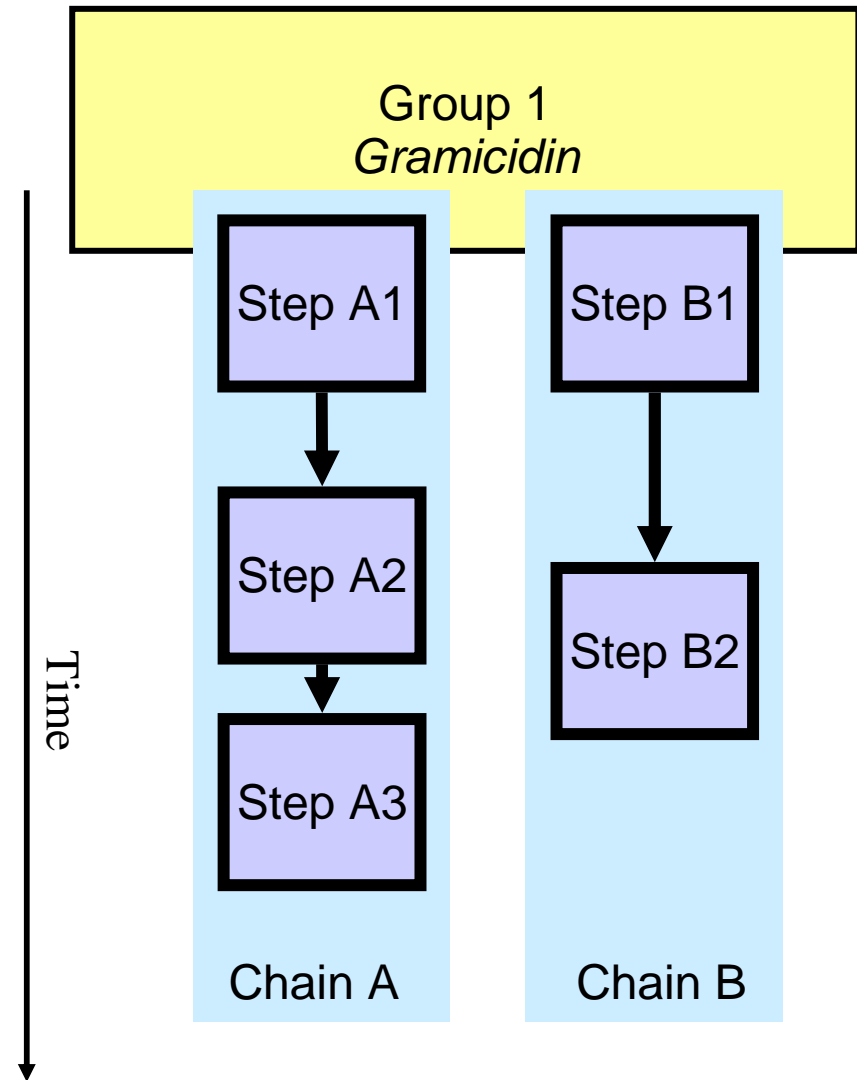 Group 1
Gramicidin
Step A1
Step B1
Step A2
Step B2
Time
Step A3
Chain A
Chain B